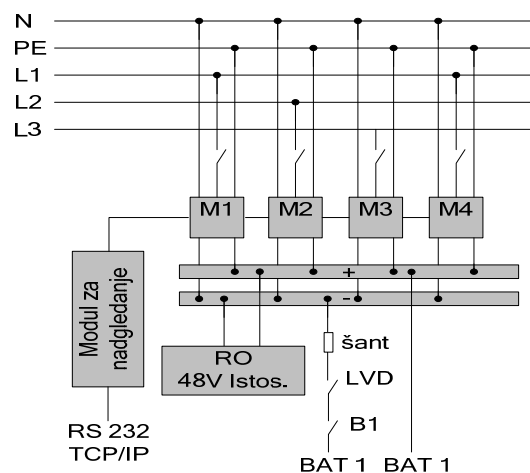 N
PE
L1
L2
L3
M1 M2 M3 M4
+
-
Modul za
nadgledanje
RO
48V Istos.
šant
LVD
B1
RS 232
TCP/IP
BAT 1 BAT 1